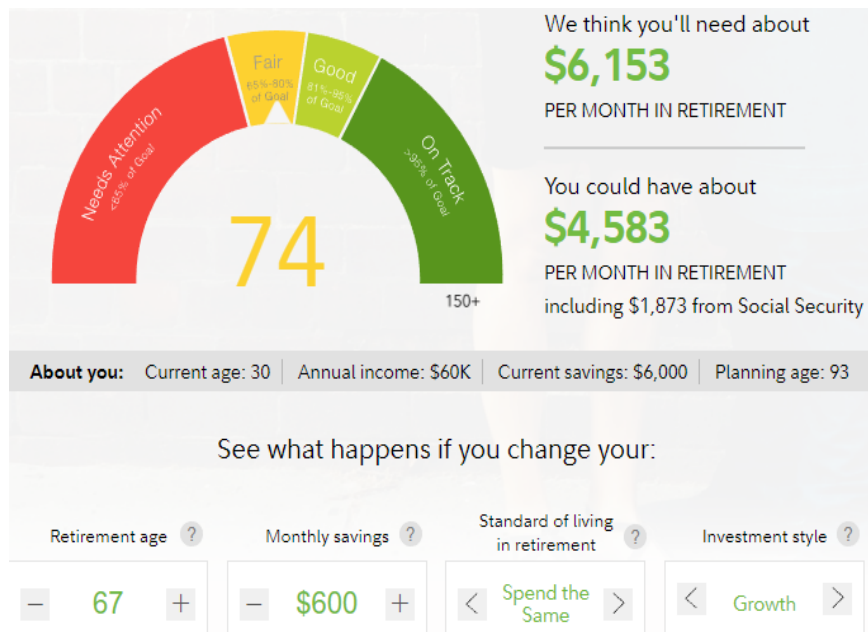 We think you'll need about
$6,153
PER MONTH IN RETIREMENT
Needs Attention
<65% of Goal
Fair
65%-80%
of Goal
Good
81%-95%
of Goal
On Track
>95% of Goal
74
150+
You could have about
$4,583
PER MONTH IN RETIREMENT
including $1,873 from Social Security
About you: Current age: 30 Annual income: $60K Current savings: $6,000 Planning age: 93
See what happens if you change your:
Retirement age ?
Monthly savings ?
Standard of living
in retirement ?
Investment style ?
− 67 +
− $600 +
< Spend the
Same >
< Growth >